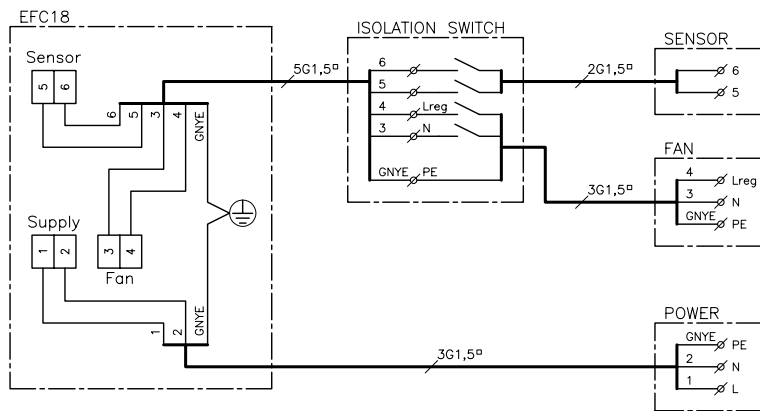 EFC18
Sensor
5
6
6
5
3
4
GNYE
Supply
1
2
3
4
Fan
1
2
GNYE
5G1,5▫
ISOLATION SWITCH
6
5
4 Lreg
3 N
GNYE PE
2G1,5▫
3G1,5▫
SENSOR
6
5
FAN
4 Lreg
3 N
GNYE PE
3G1,5▫
POWER
GNYE PE
2 N
1 L